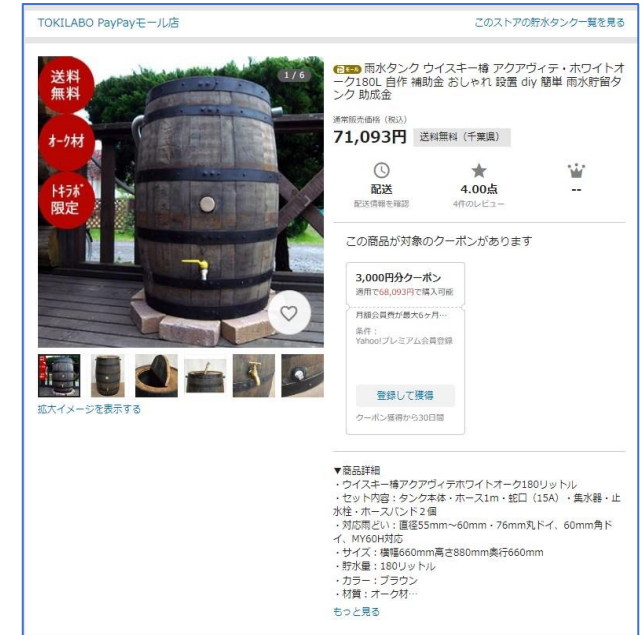 TOKILABO PayPayモール店
このストアの貯水タンク一覧を見る
送料
無料
オーク材
トキラボ
限定
1 / 6
雨水タンク ウイスキー樽 アクアヴィテ・ホワイトオ
ーク180L 自作 補助金 おしゃれ 設置 diy 簡単 雨水貯留タ
ンク 助成金
通常販売価格（税込）
71,093円 送料無料（千葉県）
配送
配送情報を確認
4.00点
4件のレビュー
--
この商品が対象のクーポンがあります
3,000円分クーポン
適用で68,093円で購入可能
月額会員費が最大6ヶ月…
条件：
Yahoo!プレミアム会員登録
登録して獲得
クーポン獲得から30日間
拡大イメージを表示する
▼商品詳細
・ウイスキー樽アクアヴィテホワイトオーク180リットル
・セット内容：タンク本体・ホース1m・蛇口（15A）・集水器・止
水栓・ホースバンド２個
・対応雨どい：直径55mm～60mm・76mm丸ドイ、60mm角ド
イ、MY60H対応
・サイズ：横幅660mm高さ880mm奥行660mm
・貯水量：180リットル
・カラー：ブラウン
・材質：オーク材…
もっと見る